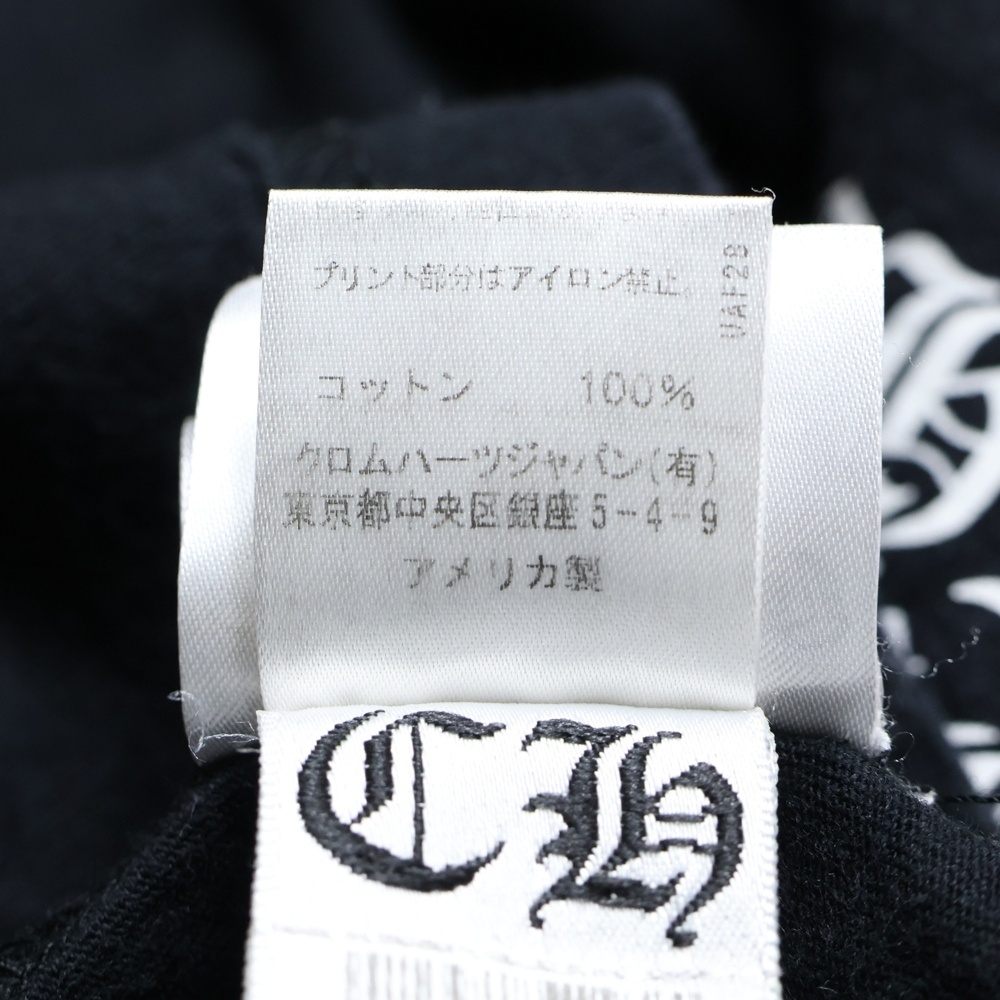 プリント部分はアイロン禁止。
UAF28
コットン 100%
クロムハーツジャパン(有)
東京都中央区銀座5-4-9
アメリカ製
CH